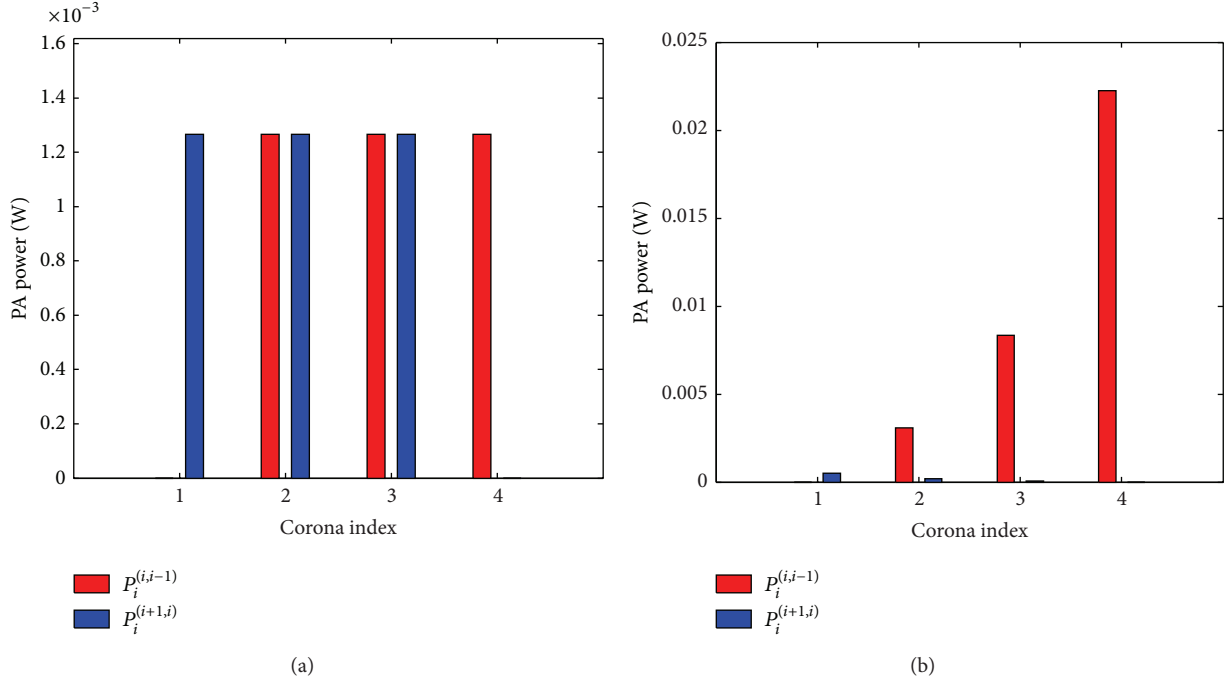 ×10⁻³
1.6
1.4
1.2
1
0.8
0.6
0.4
0.2
0
PA power (W)
1 2 3 4
Corona index
P_i^{(i,i−1)}
P_i^{(i+1,i)}
(a)
0.025
0.02
0.015
0.01
0.005
0
PA power (W)
1 2 3 4
Corona index
P_i^{(i,i−1)}
P_i^{(i+1,i)}
(b)